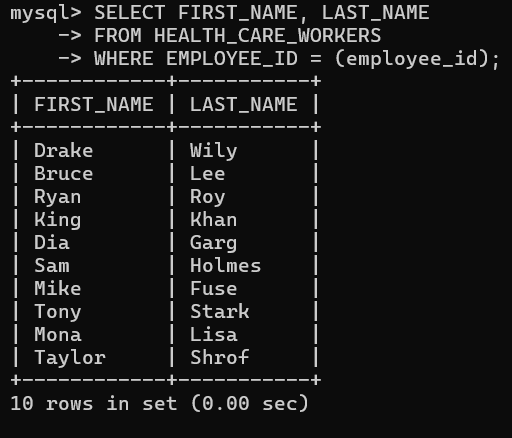 mysql> SELECT FIRST_NAME, LAST_NAME
    -> FROM HEALTH_CARE_WORKERS
    -> WHERE EMPLOYEE_ID = (employee_id);
+------------+-----------+
| FIRST_NAME | LAST_NAME |
+------------+-----------+
| Drake      | Wily      |
| Bruce      | Lee       |
| Ryan       | Roy       |
| King       | Khan      |
| Dia        | Garg      |
| Sam        | Holmes    |
| Mike       | Fuse      |
| Tony       | Stark     |
| Mona       | Lisa      |
| Taylor     | Shrof     |
+------------+-----------+
10 rows in set (0.00 sec)